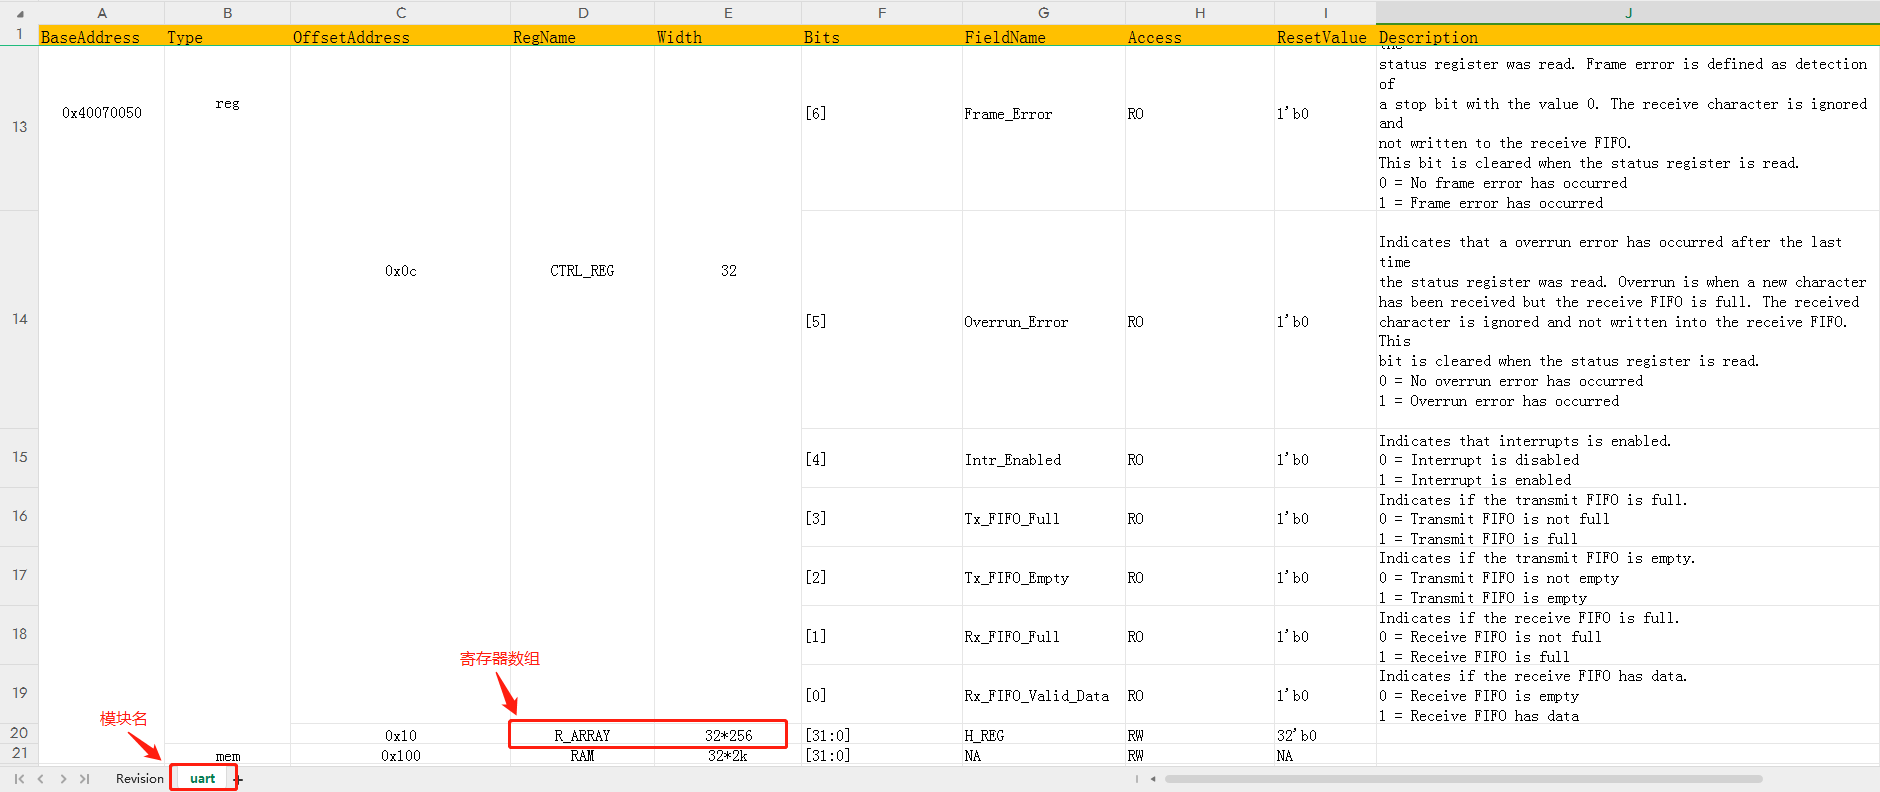 A B C D E F G H I J
1 BaseAddress Type OffsetAddress RegName Width Bits FieldName Access ResetValue Description
status register was read. Frame error is defined as detection
of
a stop bit with the value 0. The receive character is ignored
and
not written to the receive FIFO.
This bit is cleared when the status register is read.
0 = No frame error has occurred
1 = Frame error has occurred
13 0x40070050 reg [6] Frame_Error RO 1'b0
Indicates that a overrun error has occurred after the last
time
the status register was read. Overrun is when a new character
has been received but the receive FIFO is full. The received
character is ignored and not written into the receive FIFO.
This
bit is cleared when the status register is read.
0 = No overrun error has occurred
1 = Overrun error has occurred
0x0c CTRL_REG 32
14 [5] Overrun_Error RO 1'b0
Indicates that interrupts is enabled.
0 = Interrupt is disabled
1 = Interrupt is enabled
15 [4] Intr_Enabled RO 1'b0
Indicates if the transmit FIFO is full.
0 = Transmit FIFO is not full
1 = Transmit FIFO is full
16 [3] Tx_FIFO_Full RO 1'b0
Indicates if the transmit FIFO is empty.
0 = Transmit FIFO is not empty
1 = Transmit FIFO is empty
17 [2] Tx_FIFO_Empty RO 1'b0
Indicates if the receive FIFO is full.
0 = Receive FIFO is not full
1 = Receive FIFO is full
18 [1] Rx_FIFO_Full RO 1'b0
寄存器数组
Indicates if the receive FIFO has data.
0 = Receive FIFO is empty
1 = Receive FIFO has data
19 [0] Rx_FIFO_Valid_Data RO 1'b0
模块名
20 0x10 R_ARRAY 32*256 [31:0] H_REG RW 32'b0
21 mem 0x100 RAM 32*2k [31:0] NA RW NA
Revision uart +